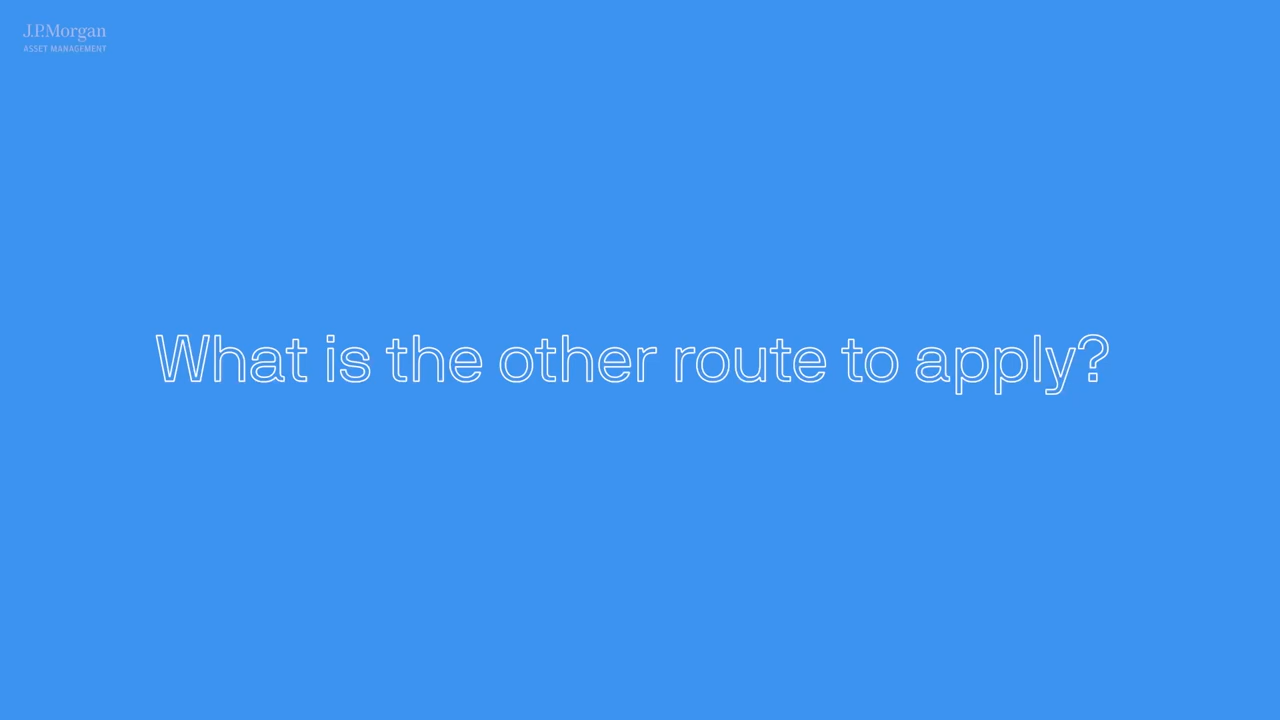 J.P.Morgan
ASSET MANAGEMENT
What is the other route to apply?